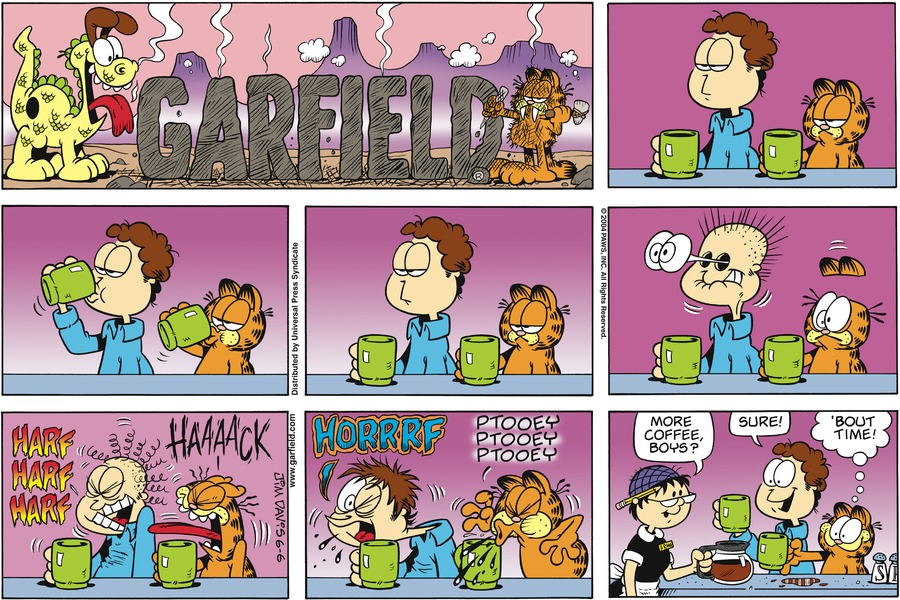 GARFIELD
®
Distributed by Universal Press Syndicate
© 2004 PAWS, INC. All Rights Reserved.
HARF
HARF
HARF
HAAAACK
JIM DAVIS 6-6
www.garfield.com
HORRRF
PTOOEY
PTOOEY
PTOOEY
MORE
COFFEE,
BOYS?
SURE!
'BOUT
TIME!
S